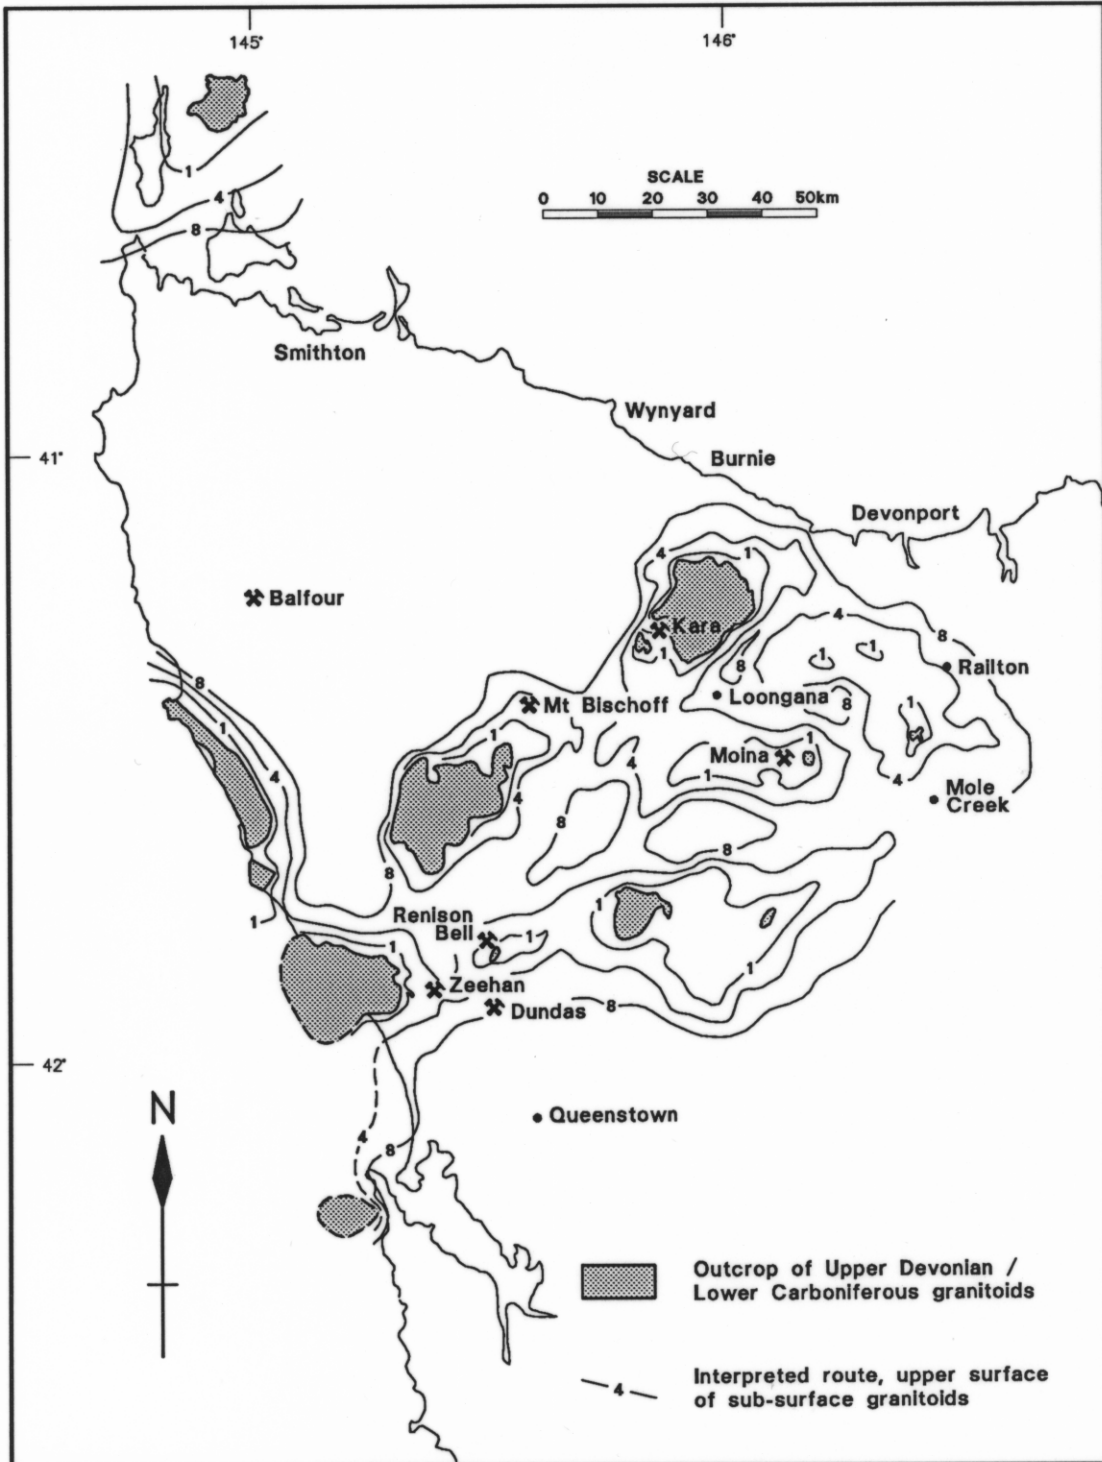 145°
146°
1
4
8
SCALE
0 10 20 30 40 50km
Smithton
Wynyard
41°
Burnie
Devonport
4
1
Balfour
Kara
4
8
1
8
1
1
Railton
8
Loongana
Mt Bischoff
8
1
1
1
1
Moina
4
4
4
1
Mole
Creek
4
8
8
8
8
Renison
Bell
1
1
1
1
1
Zeehan
8
Dundas
42°
N
Queenstown
4
8
Outcrop of Upper Devonian /
Lower Carboniferous granitoids
4
Interpreted route, upper surface
of sub-surface granitoids